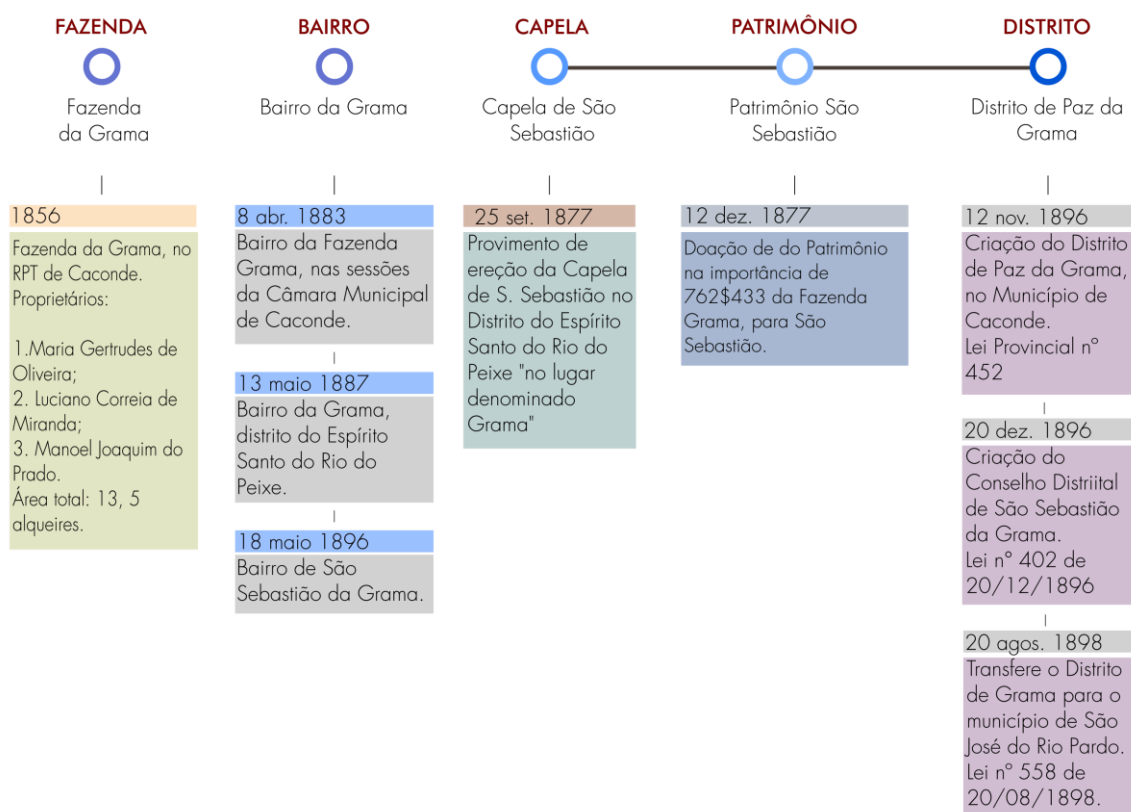 FAZENDA
Fazenda
da Grama
1856
Fazenda da Grama, no
RPT de Caconde.
Proprietários:
1.Maria Gertrudes de
Oliveira;
2. Luciano Correia de
Miranda;
3. Manoel Joaquim do
Prado.
Área total: 13, 5
alqueires.
BAIRRO
Bairro da Grama
8 abr. 1883
Bairro da Fazenda
Grama, nas sessões
da Câmara Municipal
de Caconde.
13 maio 1887
Bairro da Grama,
distrito do Espírito
Santo do Rio do
Peixe.
18 maio 1896
Bairro de São
Sebastião da Grama.
CAPELA
Capela de São
Sebastião
25 set. 1877
Provimento de
ereção da Capela
de S. Sebastião no
Distrito do Espírito
Santo do Rio do
Peixe "no lugar
denominado
Grama"
PATRIMÔNIO
Patrimônio São
Sebastião
12 dez. 1877
Doação de do Patrimônio
na importância de
762$433 da Fazenda
Grama, para São
Sebastião.
DISTRITO
Distrito de Paz da
Grama
12 nov. 1896
Criação do Distrito
de Paz da Grama,
no Município de
Caconde.
Lei Provincial nº
452
20 dez. 1896
Criação do
Conselho Distriital
de São Sebastião
da Grama.
Lei nº 402 de
20/12/1896
20 agos. 1898
Transfere o Distrito
de Grama para o
município de São
José do Rio Pardo.
Lei nº 558 de
20/08/1898.